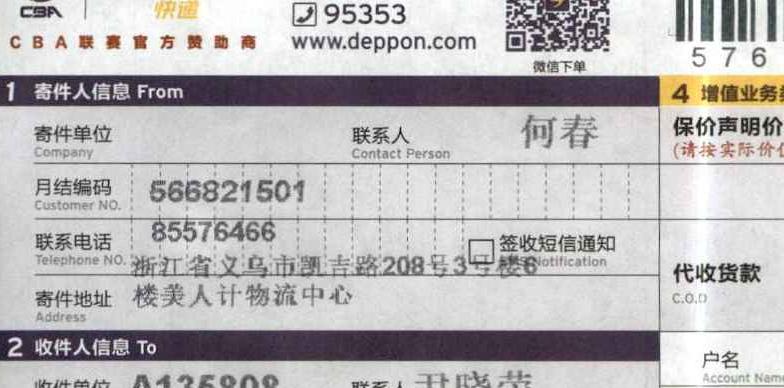 CBA 快递
CBA联赛官方赞助商
95353
www.deppon.com
微信下单
576
1 寄件人信息 From
4 增值业务
寄件单位 Company
联系人 Contact Person
何春
保价声明价
(请按实际价
月结编码 Customer NO.
566821501
联系电话 Telephone NO.
85576466
签收短信通知
Notification
寄件地址 Address
浙江省义乌市凯吉路208号3号楼6
楼美人计物流中心
代收货款
C.O.D
2 收件人信息 To
户名
Account Name
收件单位
A135808
联系人
尹晓荣